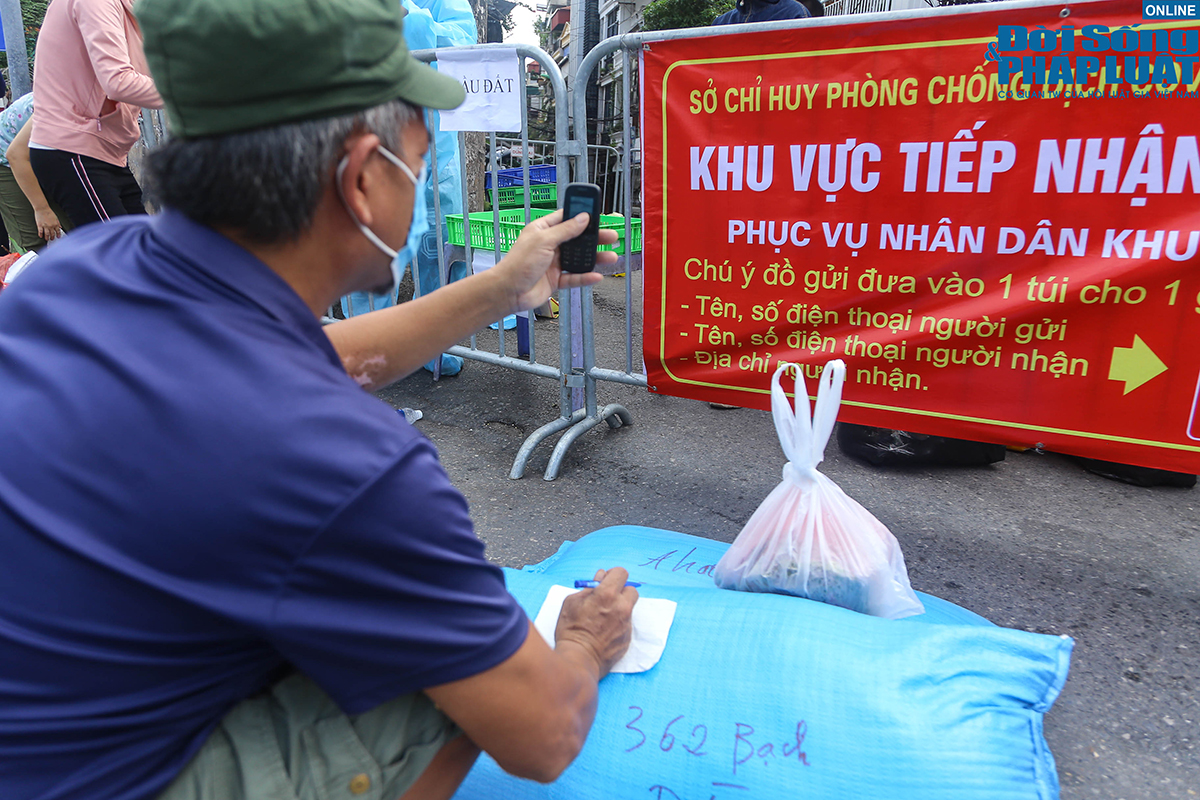 ONLINE
Đời Sống
& PHÁP LUẬT
ẦU ĐẤT
SỞ CHỈ HUY PHÒNG CHỐNG
KHU VỰC TIẾP NHẬN
PHỤC VỤ NHÂN DÂN KHU
Chú ý đồ gửi đưa vào 1 túi cho 1
- Tên, số điện thoại người gửi
- Tên, số điện thoại người nhận
- Địa chỉ người nhận.
362 Bạch